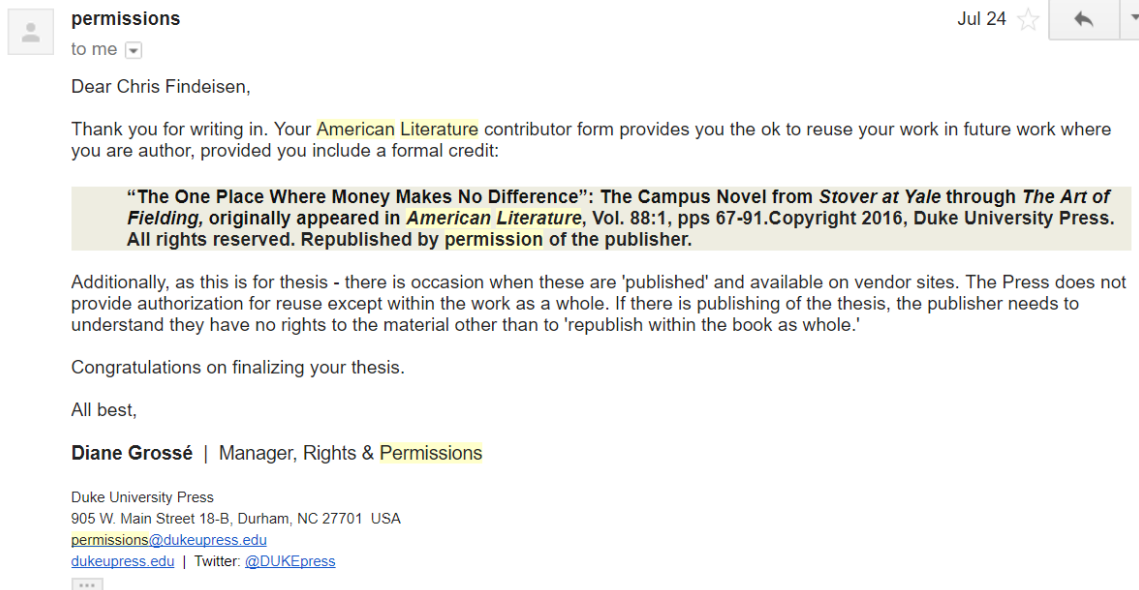 permissions
Jul 24
to me
Dear Chris Findeisen,
Thank you for writing in. Your American Literature contributor form provides you the ok to reuse your work in future work where
you are author, provided you include a formal credit:
“The One Place Where Money Makes No Difference”: The Campus Novel from Stover at Yale through The Art of
Fielding, originally appeared in American Literature, Vol. 88:1, pps 67-91.Copyright 2016, Duke University Press.
All rights reserved. Republished by permission of the publisher.
Additionally, as this is for thesis - there is occasion when these are 'published' and available on vendor sites. The Press does not
provide authorization for reuse except within the work as a whole. If there is publishing of the thesis, the publisher needs to
understand they have no rights to the material other than to 'republish within the book as whole.'
Congratulations on finalizing your thesis.
All best,
Diane Grossé | Manager, Rights & Permissions
Duke University Press
905 W. Main Street 18-B, Durham, NC 27701 USA
permissions@dukeupress.edu
dukeupress.edu | Twitter: @DUKEpress